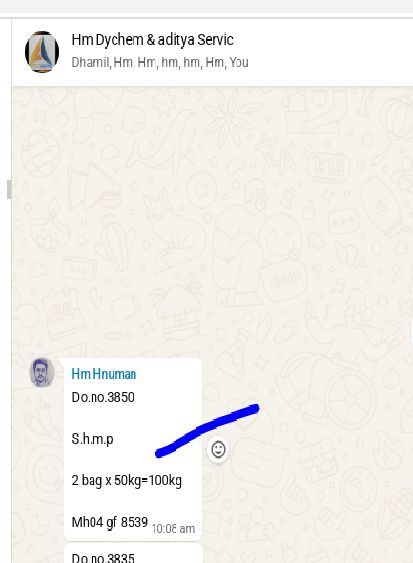 Hm Dychem & aditya Servic
Dhamil, Hm, Hm, hm, hm, Hm, You
Hm Hnuman
Do.no.3850
S.h.m.p
2 bag x 50kg=100kg
Mh04 gf 8539 10:08 am
Do.no.3835